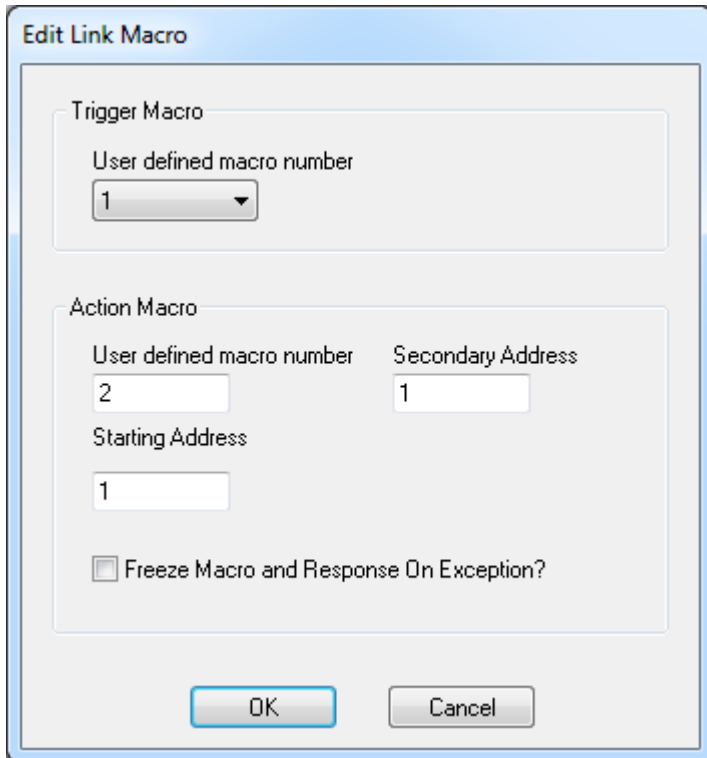 Edit Link Macro
Trigger Macro
User defined macro number
1
Action Macro
User defined macro number
Secondary Address
2
1
Starting Address
1
Freeze Macro and Response On Exception?
OK
Cancel